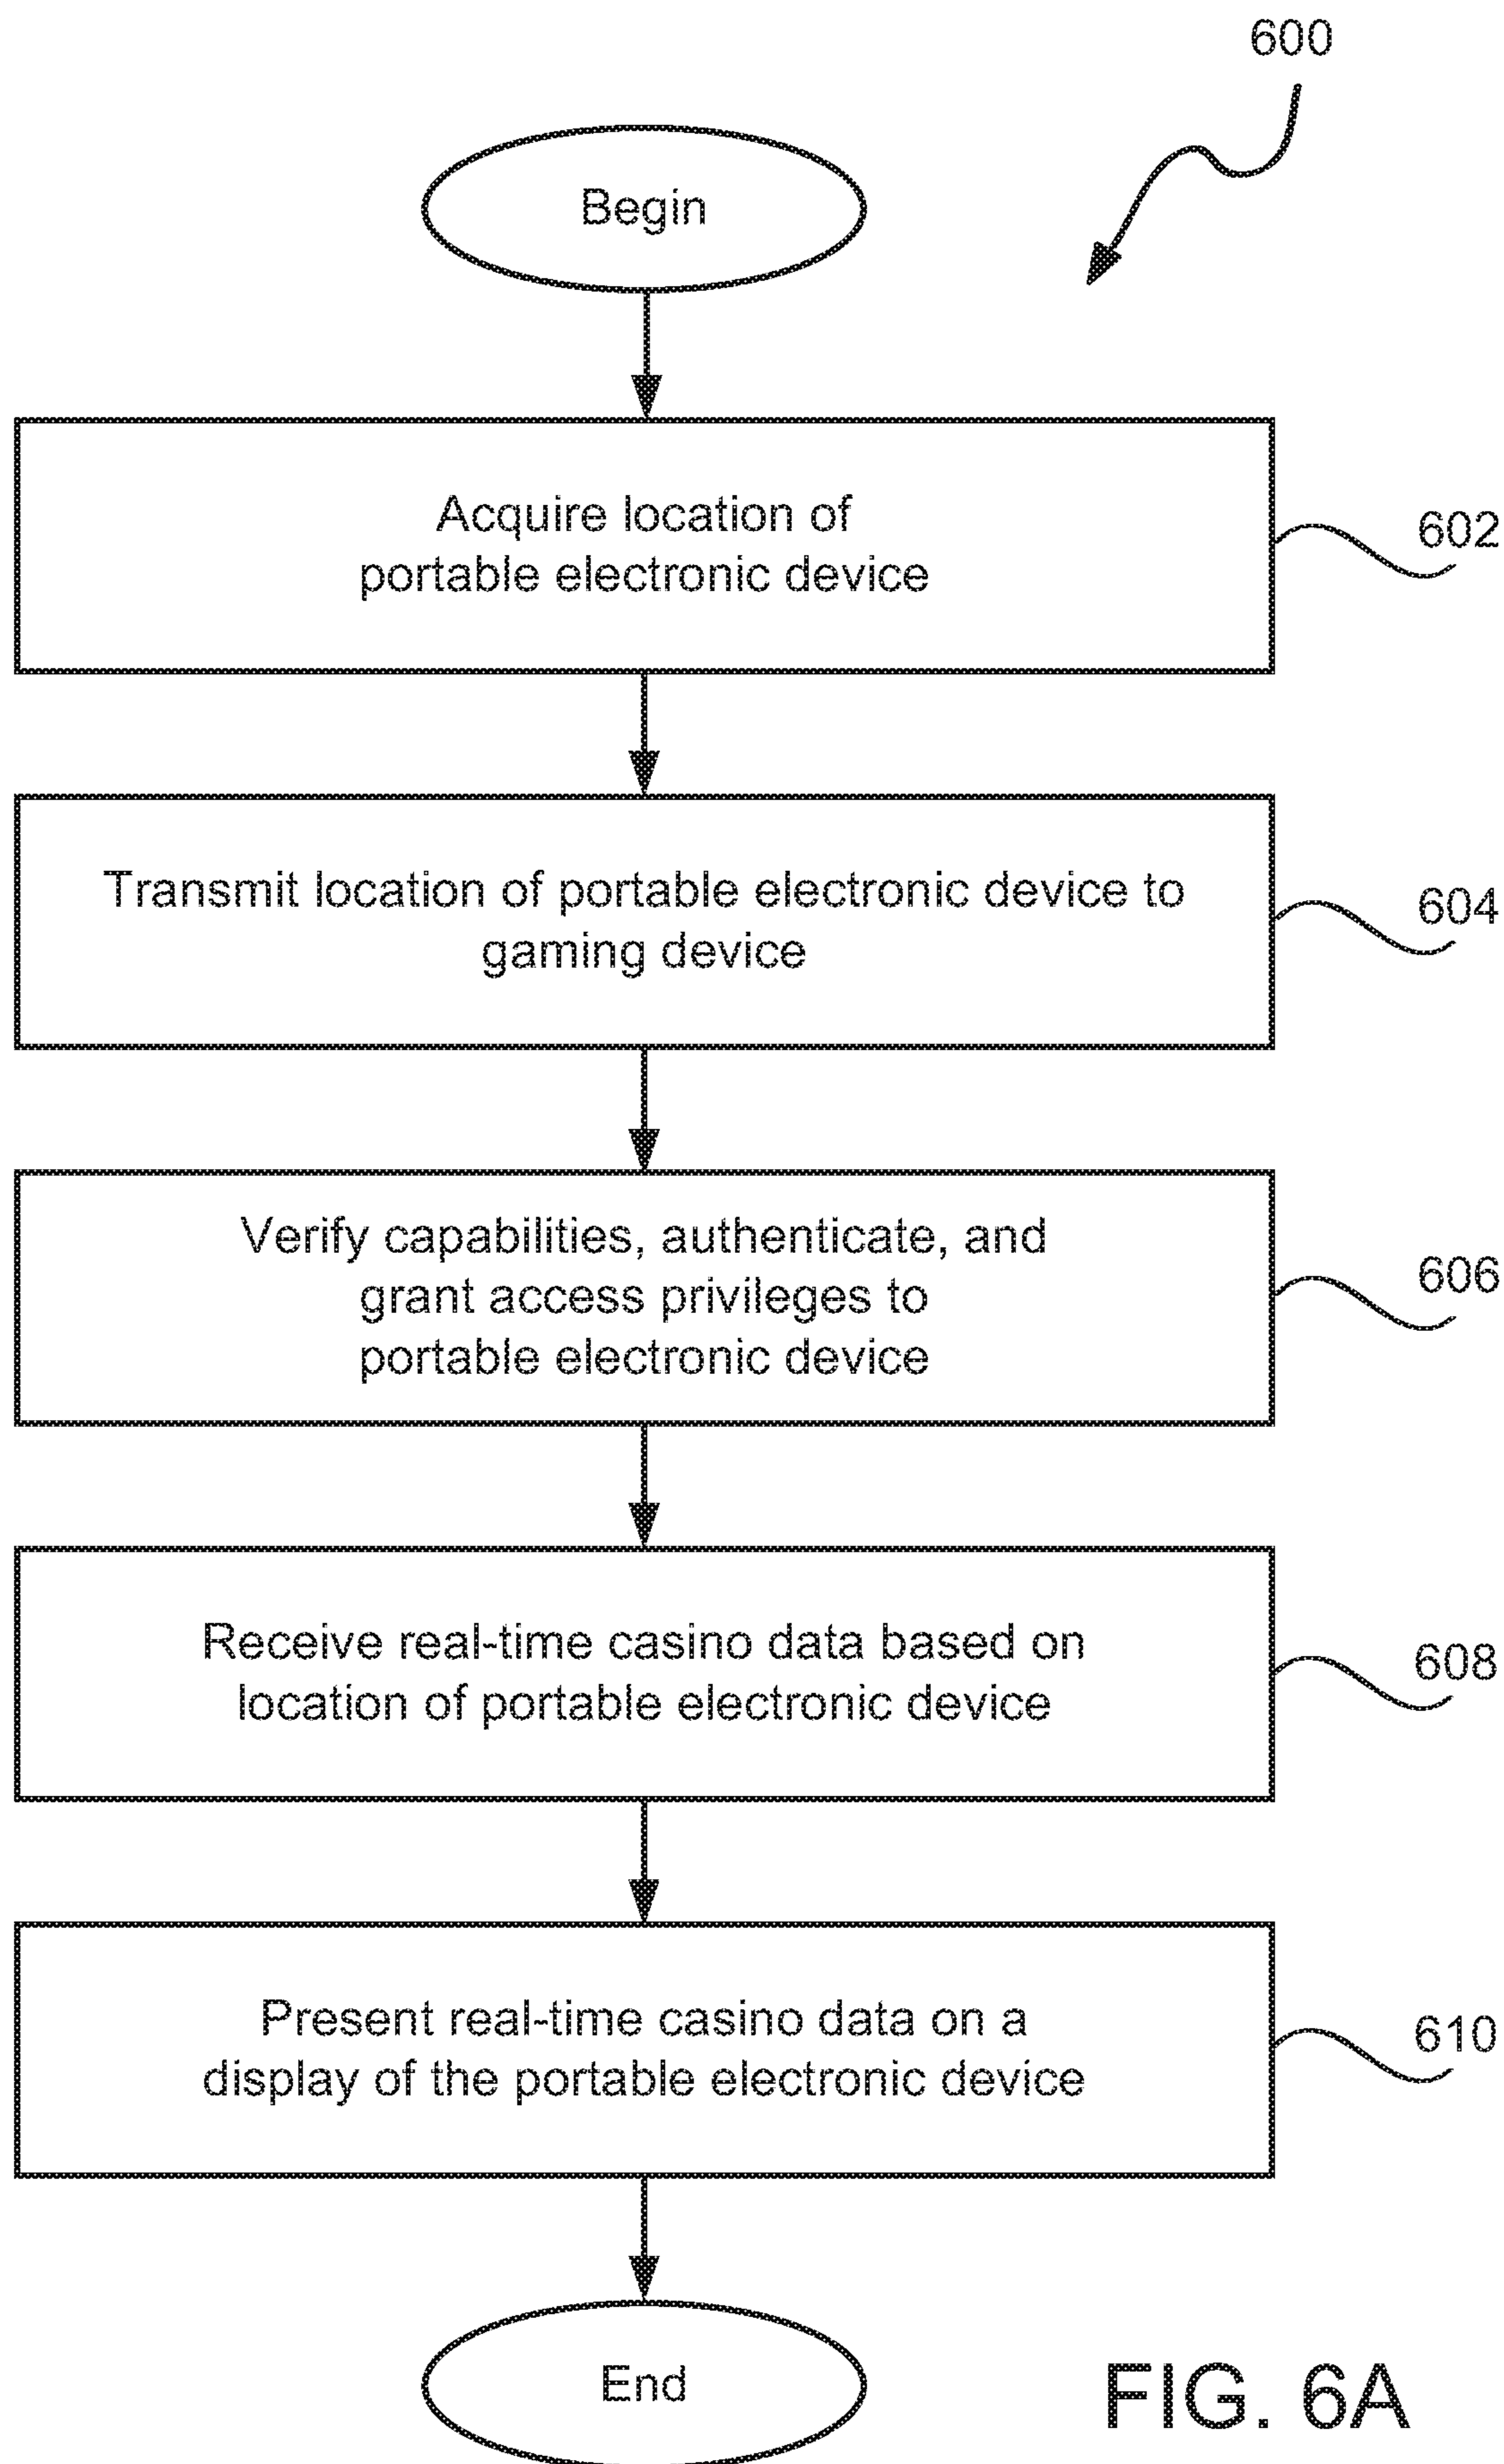 600
Begin
Acquire location of
portable electronic device
602
Transmit location of portable electronic device to
gaming device
604
Verify capabilities, authenticate, and
grant access privileges to
portable electronic device
606
Receive real-time casino data based on
location of portable electronic device
608
Present real-time casino data on a
display of the portable electronic device
610
End
FIG. 6A